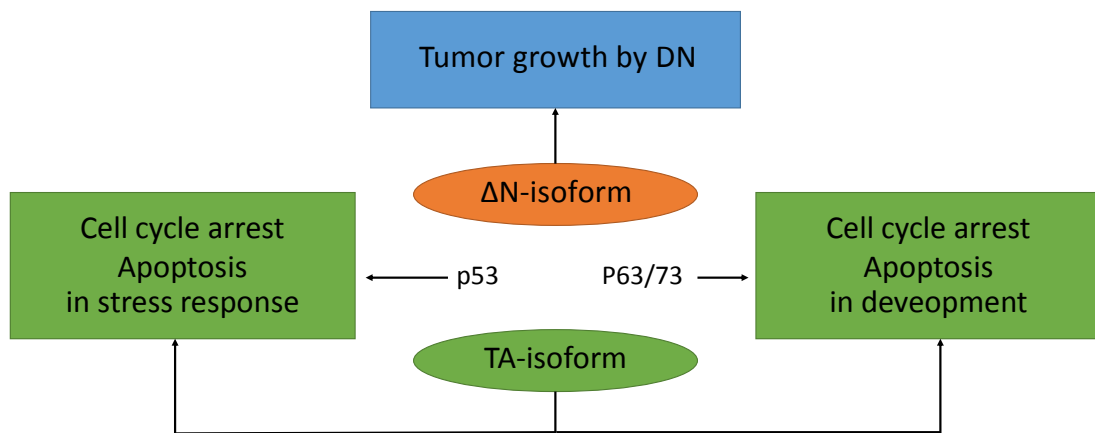 Tumor growth by DN
ΔN-isoform
Cell cycle arrest
Apoptosis
in stress response
p53
P63/73
Cell cycle arrest
Apoptosis
in deveopment
TA-isoform